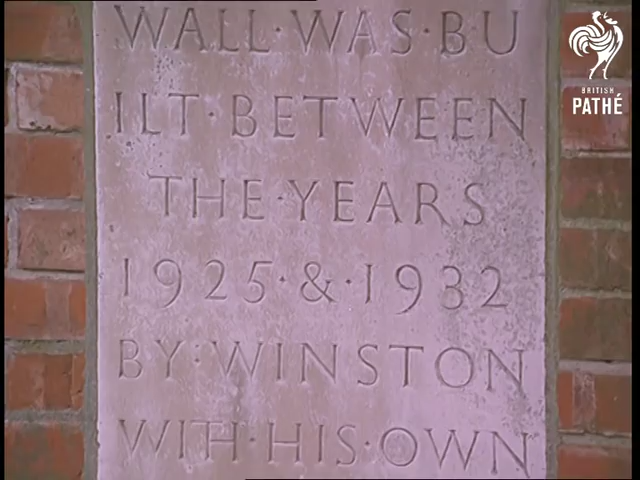 WALL·WAS·BU
ILT·BETWEEN
THE·YEARS
1925·&·1932
BY·WINSTON
WITH·HIS·OWN
BRITISH
PATHÉ